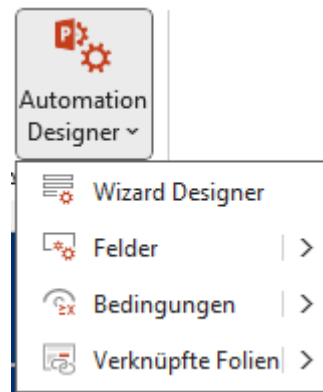 Automation
Designer
Wizard Designer
Felder
Bedingungen
Verknüpfte Folien